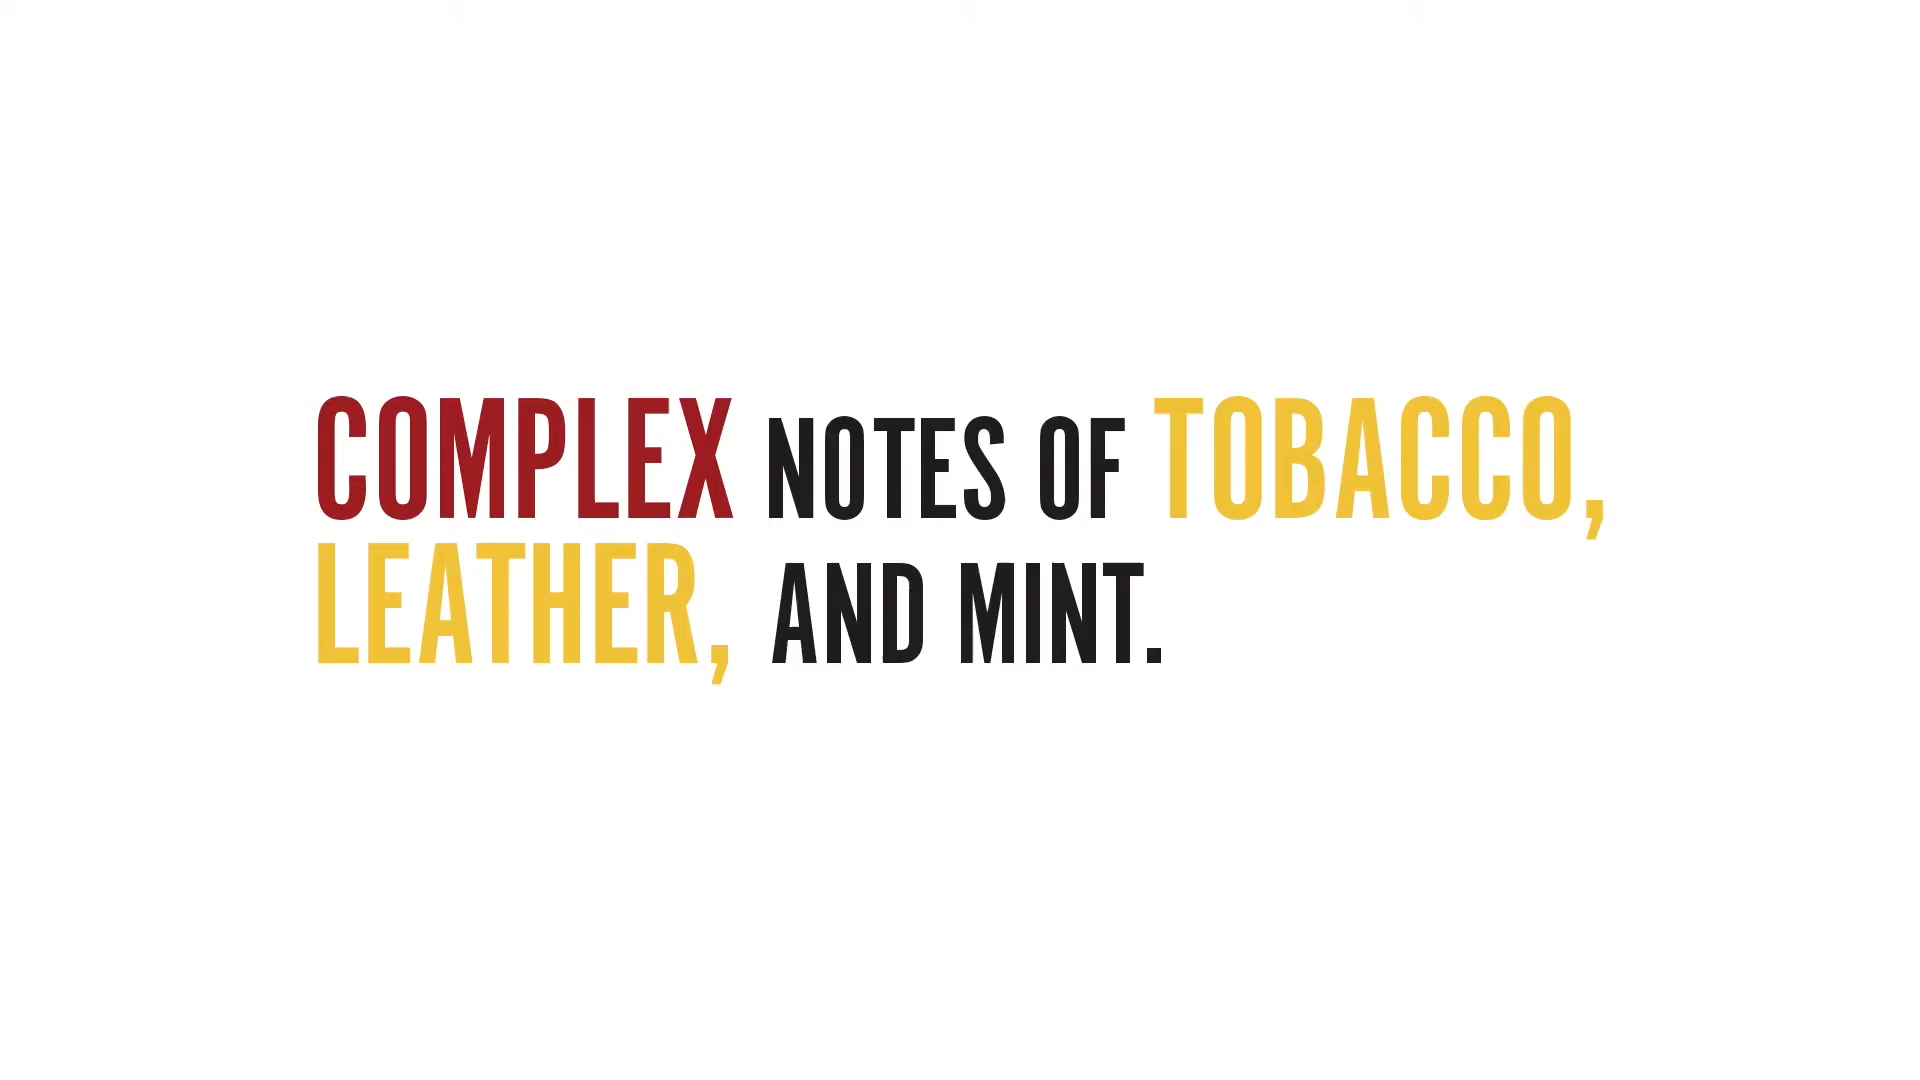 COMPLEX NOTES OF TOBACCO,
LEATHER, AND MINT.